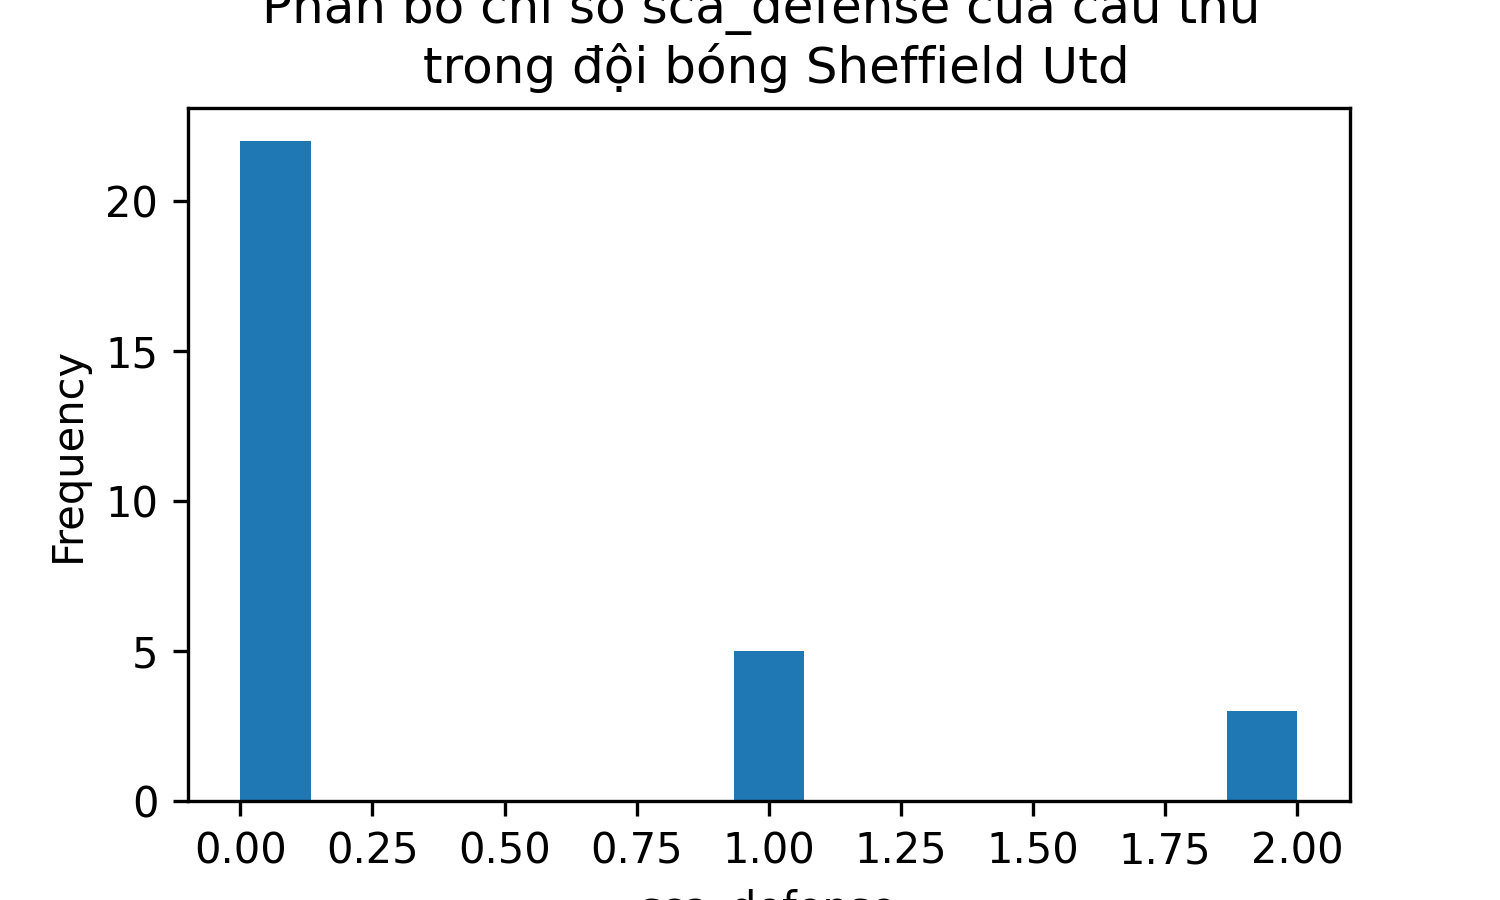 Phân bố chỉ số sca_defense của cầu thủ
trong đội bóng Sheffield Utd
Frequency
20
15
10
5
0
0.00 0.25 0.50 0.75 1.00 1.25 1.50 1.75 2.00
sca_defense